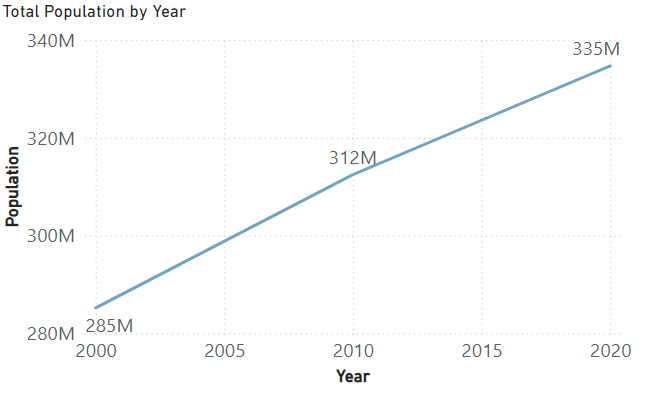 Total Population by Year
340M
335M
320M
312M
Population
300M
285M
280M
2000 2005 2010 2015 2020
Year